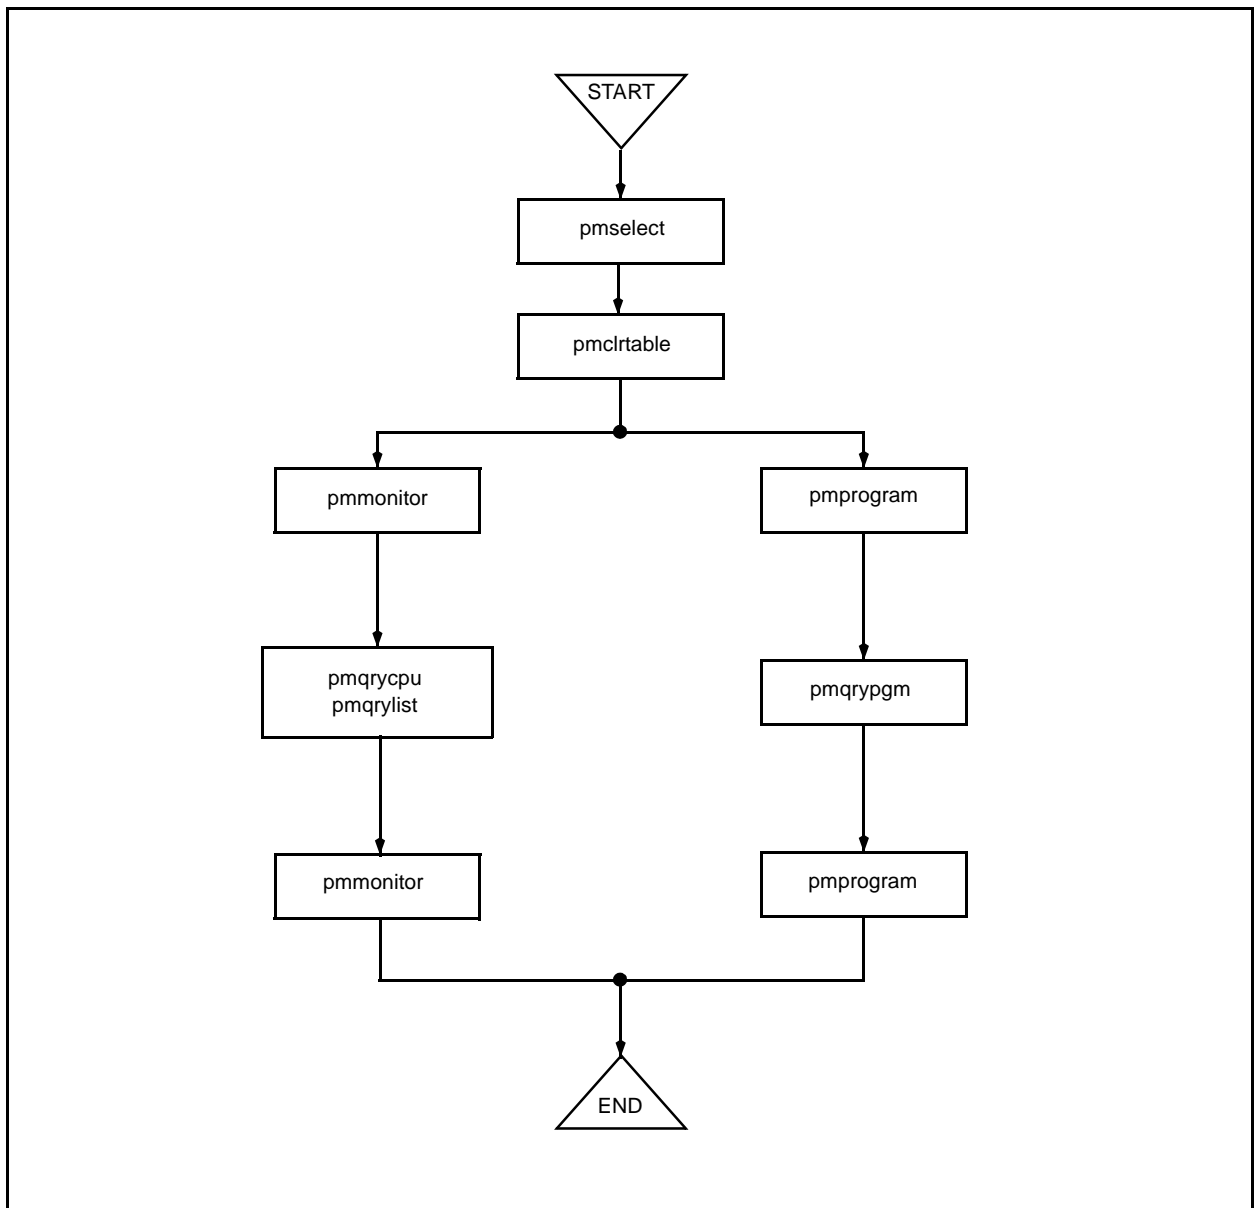 START
pmselect
pmclrtable
pmmonitor
pmprogram
pmqrycpu
pmqrylist
pmqrypgm
pmmonitor
pmprogram
END